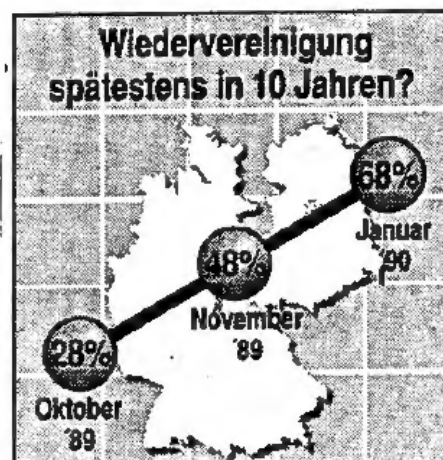 Wiedervereinigung
spätestens in 10 Jahren?
68%
Januar
'90
48%
November
'89
28%
Oktober
'89